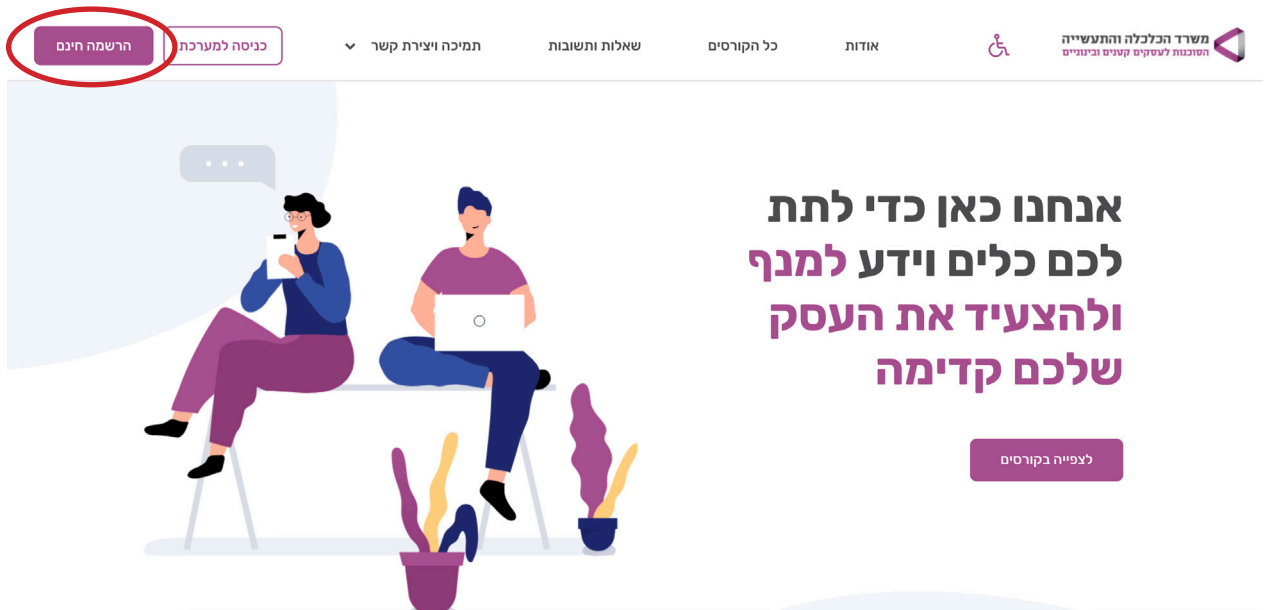 משרד הכלכלה והתעשייה
הסוכנות לעסקים קטנים ובינוניים
אודות
כל הקורסים
שאלות ותשובות
תמיכה ויצירת קשר
כניסה למערכת
הרשמה חינם
אנחנו כאן כדי לתת
לכם כלים וידע למנף
ולהצעיד את העסק
שלכם קדימה
לצפייה בקורסים